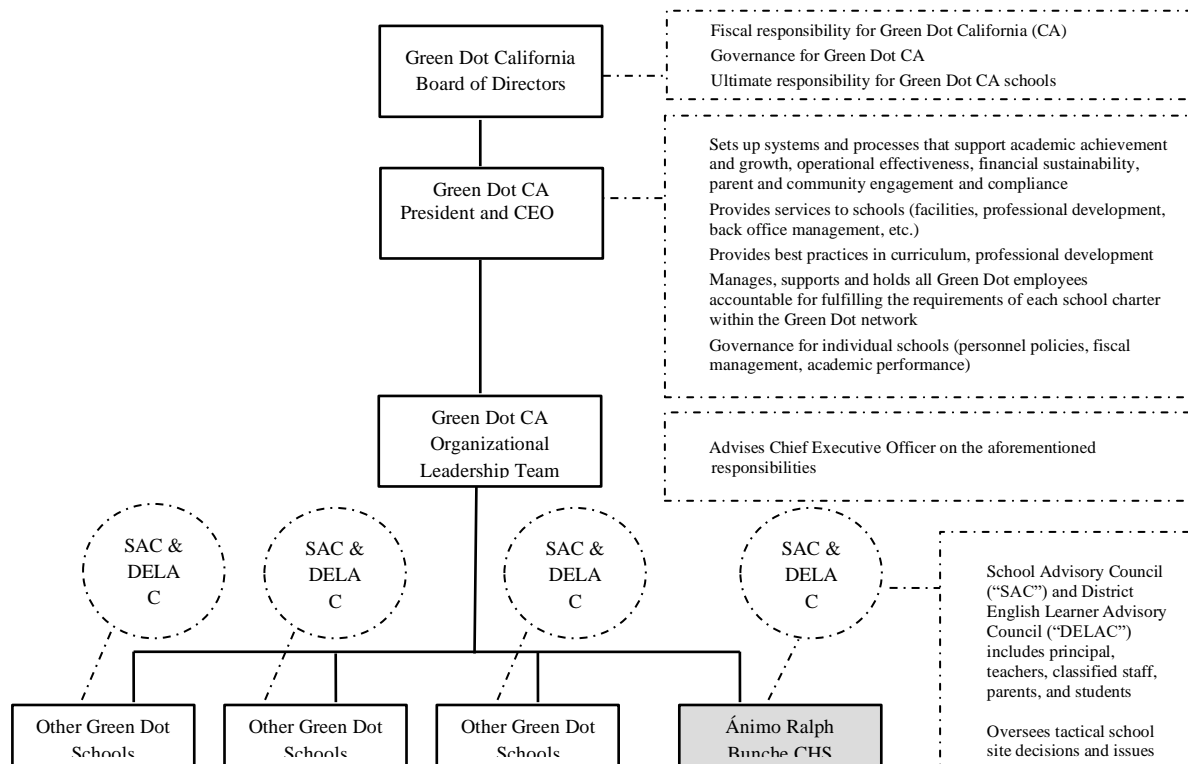 Green Dot California
Board of Directors
Fiscal responsibility for Green Dot California (CA)
Governance for Green Dot CA
Ultimate responsibility for Green Dot CA schools
Green Dot CA
President and CEO
Sets up systems and processes that support academic achievement
and growth, operational effectiveness, financial sustainability,
parent and community engagement and compliance
Provides services to schools (facilities, professional development,
back office management, etc.)
Provides best practices in curriculum, professional development
Manages, supports and holds all Green Dot employees
accountable for fulfilling the requirements of each school charter
within the Green Dot network
Governance for individual schools (personnel policies, fiscal
management, academic performance)
Green Dot CA
Organizational
Leadership Team
Advises Chief Executive Officer on the aforementioned
responsibilities
SAC &
DELA
C
SAC &
DELA
C
SAC &
DELA
C
SAC &
DELA
C
School Advisory Council
(“SAC”) and District
English Learner Advisory
Council (“DELAC”)
includes principal,
teachers, classified staff,
parents, and students
Oversees tactical school
site decisions and issues
Other Green Dot
Schools
Other Green Dot
Schools
Other Green Dot
Schools
Ánimo Ralph
Bunche CHS